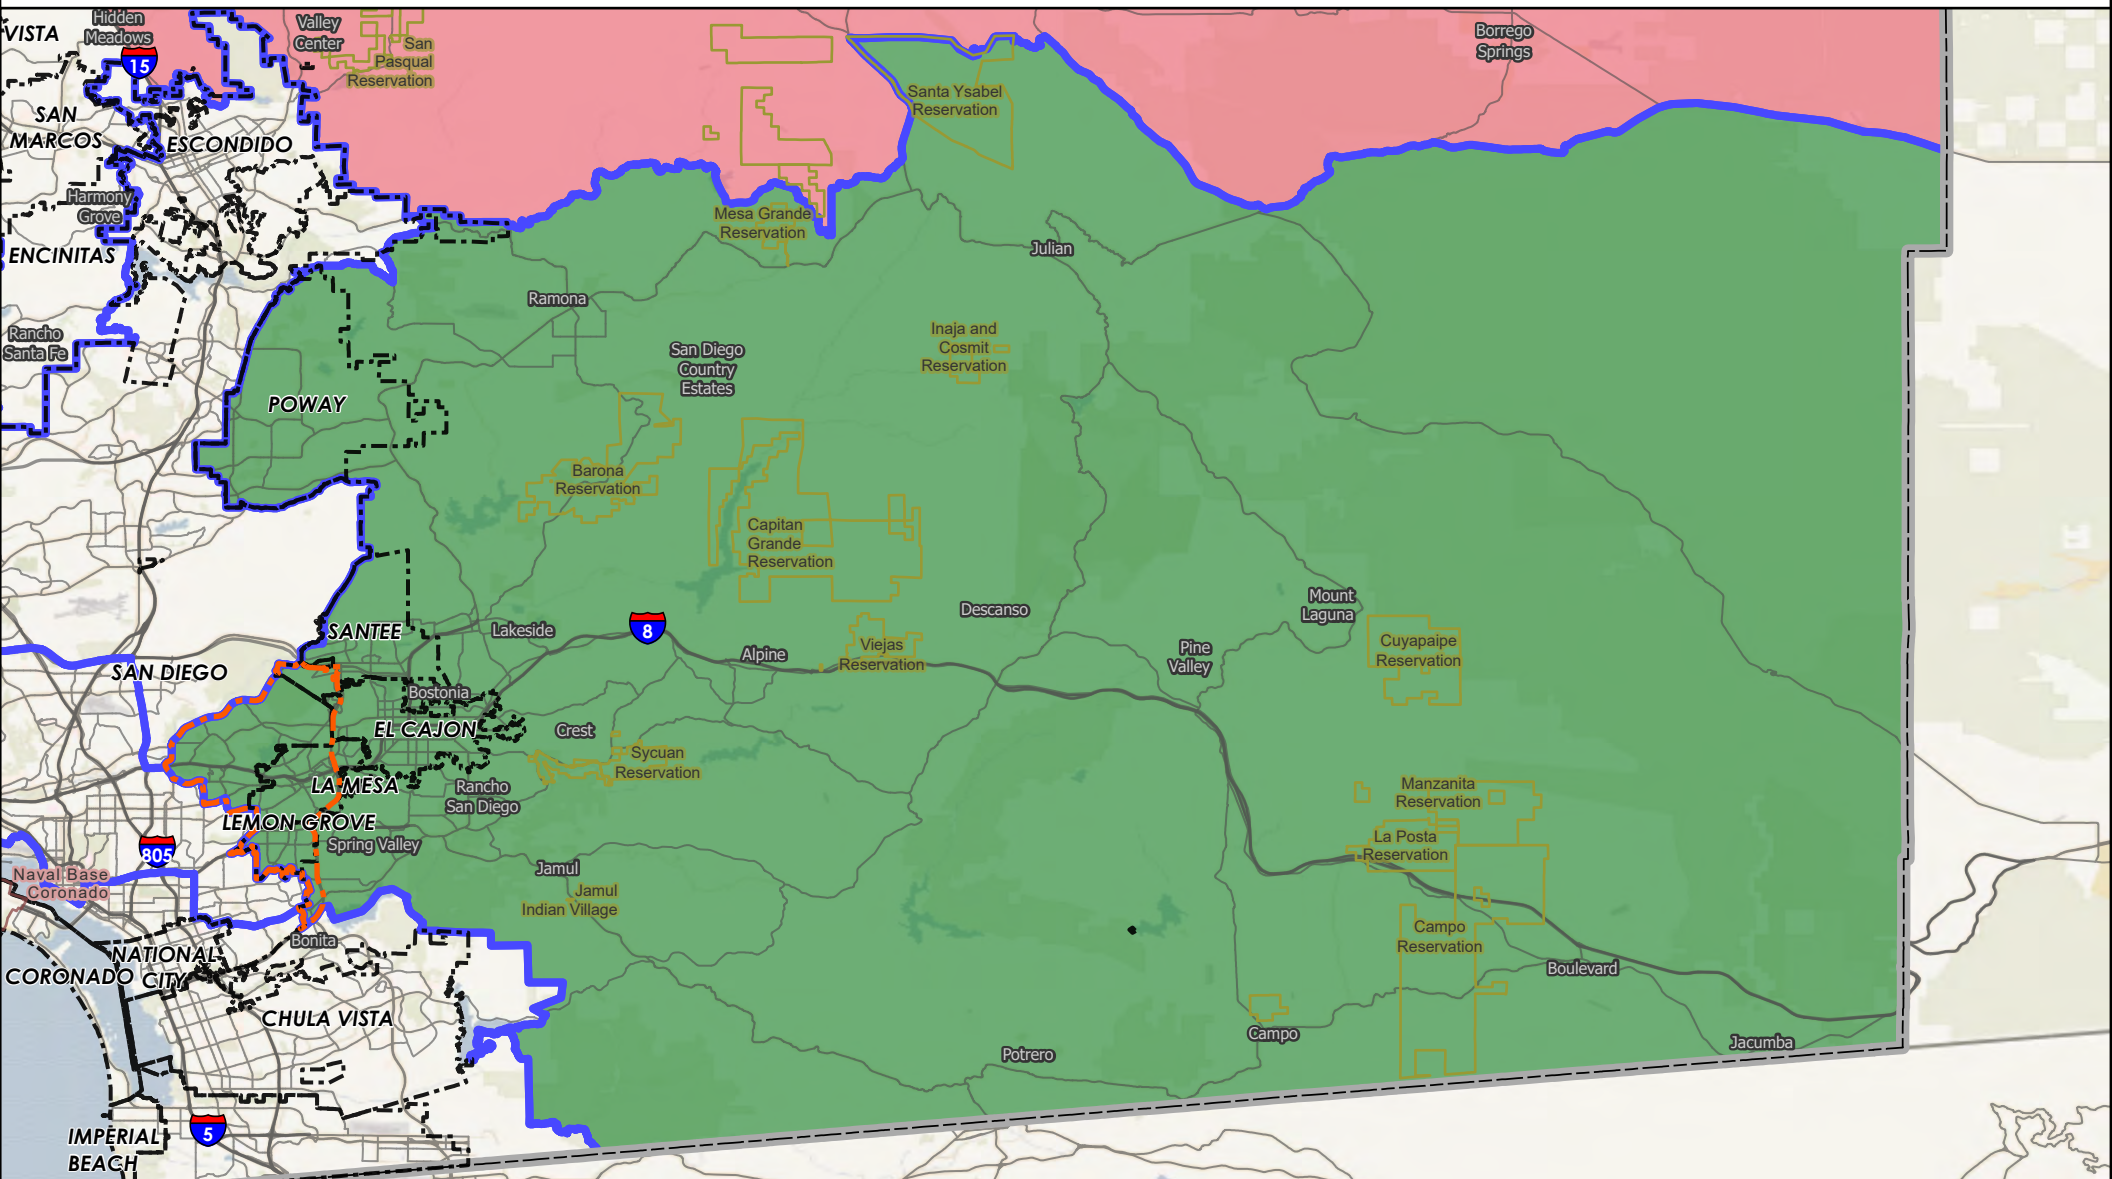 Hidden
Meadows
Valley
Center
San
Pasqual
Reservation
Borrego
Springs
VISTA
15
SAN
MARCOS
ESCONDIDO
Santa Ysabel
Reservation
Harmony
Grove
ENCINITAS
Mesa Grande
Reservation
Julian
Rancho
Santa Fe
Ramona
San Diego
Country
Estates
Inaja and
Cosmit
Reservation
POWAY
Barona
Reservation
Capitan
Grande
Reservation
SANTEE
Lakeside
8
Alpine
Viejas
Reservation
Descanso
Mount
Laguna
Pine
Valley
Cuyapaipe
Reservation
SAN DIEGO
Bostonia
EL CAJON
Crest
Sycuan
Reservation
LA MESA
Rancho
San Diego
Manzanita
Reservation
LEMON GROVE
Spring Valley
La Posta
Reservation
805
Naval Base
Coronado
Jamul
Jamul
Indian Village
Campo
Reservation
Bonita
NATIONAL
CITY
CORONADO
Boulevard
CHULA VISTA
Campo
Potrero
Jacumba
IMPERIAL
BEACH
5